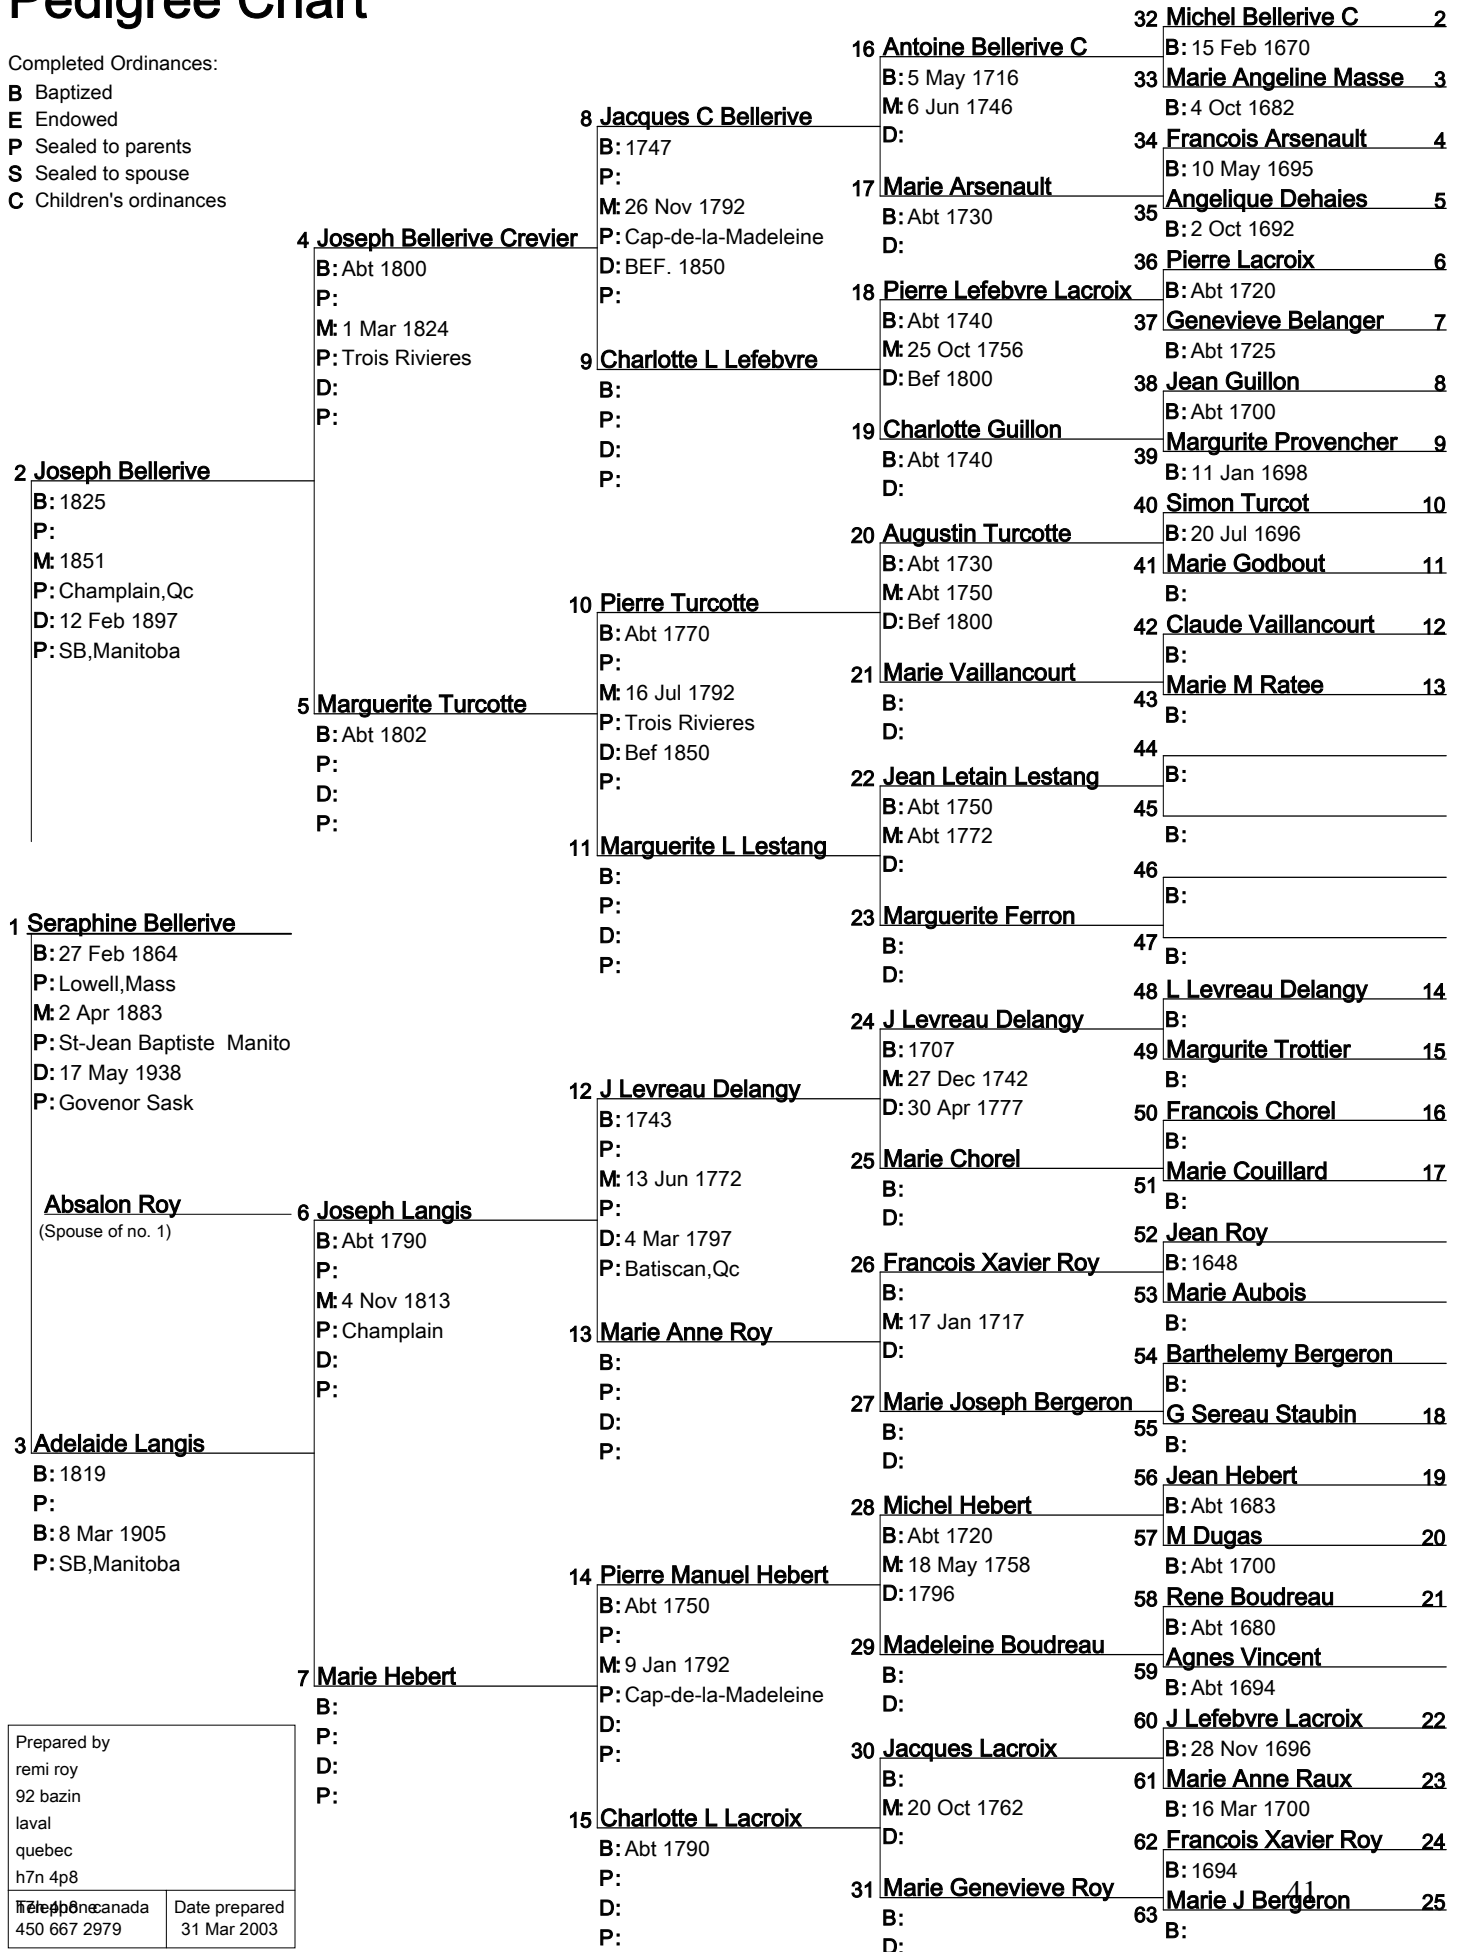 Pedigree Chart
Completed Ordinances:
B Baptized
E Endowed
P Sealed to parents
S Sealed to spouse
C Children's ordinances
2 Joseph Bellerive
B: 1825
P:
M: 1851
P: Champlain,Qc
D: 12 Feb 1897
P: SB,Manitoba
1 Seraphine Bellerive
B: 27 Feb 1864
P: Lowell,Mass
M: 2 Apr 1883
P: St-Jean Baptiste Manito
D: 17 May 1938
P: Govenor Sask
Absalon Roy
(Spouse of no. 1)
3 Adelaide Langis
B: 1819
P:
B: 8 Mar 1905
P: SB,Manitoba
4 Joseph Bellerive Crevier
B: Abt 1800
P:
M: 1 Mar 1824
P: Trois Rivieres
D:
P:
5 Marguerite Turcotte
B: Abt 1802
P:
D:
P:
6 Joseph Langis
B: Abt 1790
P:
M: 4 Nov 1813
P: Champlain
D:
P:
7 Marie Hebert
B:
P:
D:
P:
8 Jacques C Bellerive
B: 1747
P:
M: 26 Nov 1792
P: Cap-de-la-Madeleine
D: BEF. 1850
P:
9 Charlotte L Lefebvre
B:
P:
D:
P:
10 Pierre Turcotte
B: Abt 1770
P:
M: 16 Jul 1792
P: Trois Rivieres
D: Bef 1850
P:
11 Marguerite L Lestang
B:
P:
D:
P:
12 J Levreau Delangy
B: 1743
P:
M: 13 Jun 1772
P:
D: 4 Mar 1797
P: Batiscan,Qc
13 Marie Anne Roy
B:
P:
D:
P:
14 Pierre Manuel Hebert
B: Abt 1750
P:
M: 9 Jan 1792
P: Cap-de-la-Madeleine
D:
P:
15 Charlotte L Lacroix
B: Abt 1790
P:
D:
P:
16 Antoine Bellerive C
B: 5 May 1716
M: 6 Jun 1746
D:
17 Marie Arsenault
B: Abt 1730
D:
18 Pierre Lefebvre Lacroix
B: Abt 1740
M: 25 Oct 1756
D: Bef 1800
19 Charlotte Guillon
B: Abt 1740
D:
20 Augustin Turcotte
B: Abt 1730
M: Abt 1750
D: Bef 1800
21 Marie Vaillancourt
B:
D:
22 Jean Letain Lestang
B: Abt 1750
M: Abt 1772
D:
23 Marguerite Ferron
B:
D:
24 J Levreau Delangy
B: 1707
M: 27 Dec 1742
D: 30 Apr 1777
25 Marie Chorel
B:
D:
26 Francois Xavier Roy
B:
M: 17 Jan 1717
D:
27 Marie Joseph Bergeron
B:
D:
28 Michel Hebert
B: Abt 1720
M: 18 May 1758
D: 1796
29 Madeleine Boudreau
B:
D:
30 Jacques Lacroix
B:
M: 20 Oct 1762
D:
31 Marie Genevieve Roy
B:
D:
32 Michel Bellerive C 2
B: 15 Feb 1670
33 Marie Angeline Masse 3
B: 4 Oct 1682
34 Francois Arsenault 4
B: 10 May 1695
35 Angelique Dehaies 5
B: 2 Oct 1692
36 Pierre Lacroix 6
B: Abt 1720
37 Genevieve Belanger 7
B: Abt 1725
38 Jean Guillon 8
B: Abt 1700
39 Margurite Provencher 9
B: 11 Jan 1698
40 Simon Turcot 10
B: 20 Jul 1696
41 Marie Godbout 11
B:
42 Claude Vaillancourt 12
B:
43 Marie M Ratee 13
B:
44
B:
45
B:
46
B:
47
B:
48 L Levreau Delangy 14
B:
49 Margurite Trottier 15
B:
50 Francois Chorel 16
B:
51 Marie Couillard 17
B:
52 Jean Roy
B: 1648
53 Marie Aubois
B:
54 Barthelemy Bergeron
B:
55 G Sereau Staubin 18
B:
56 Jean Hebert 19
B: Abt 1683
57 M Dugas 20
B: Abt 1700
58 Rene Boudreau 21
B: Abt 1680
59 Agnes Vincent
B: Abt 1694
60 J Lefebvre Lacroix 22
B: 28 Nov 1696
61 Marie Anne Raux 23
B: 16 Mar 1700
62 Francois Xavier Roy 24
B: 1694
63 Marie J Bergeron 25
B:
41
Prepared by
remi roy
92 bazin
laval
quebec
h7n 4p8
canada
Telephone
450 667 2979
Date prepared
31 Mar 2003